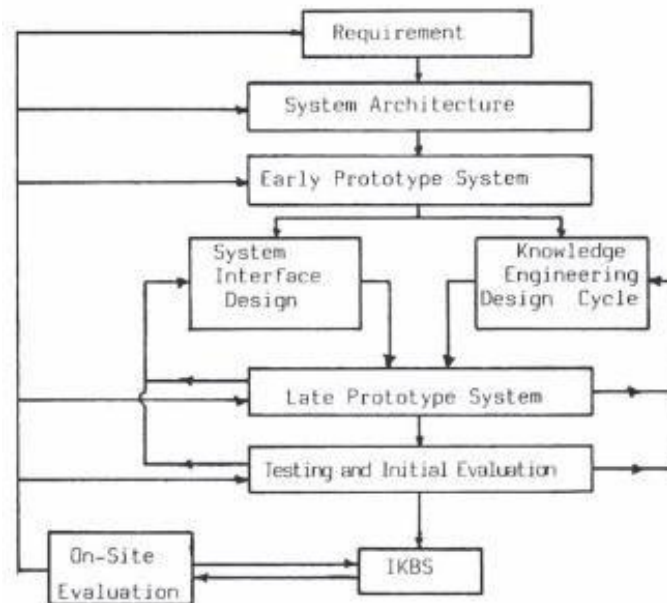 Requirement
System Architecture
Early Prototype System
System
Interface
Design
Knowledge
Engineering
Design Cycle
Late Prototype System
Testing and Initial Evaluation
On-Site
Evaluation
IKBS